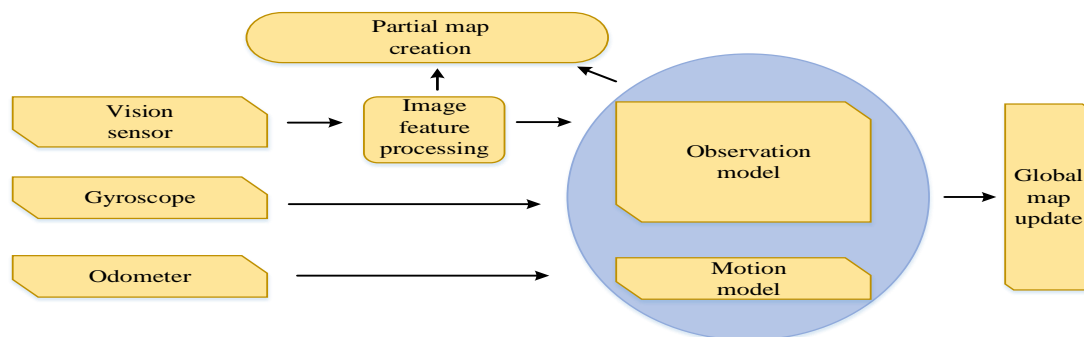 Partial map
creation
Vision
sensor
Image
feature
processing
Observation
model
Gyroscope
Global
map
update
Odometer
Motion
model